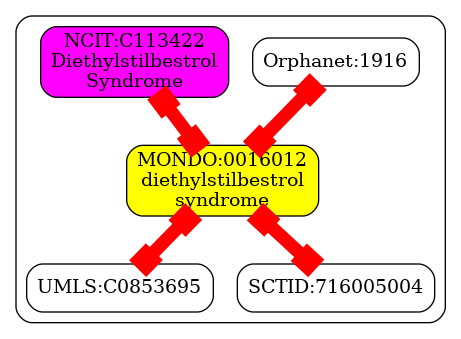 NCIT:C113422
Diethylstilbestrol
Syndrome
Orphanet:1916
MONDO:0016012
diethylstilbestrol
syndrome
UMLS:C0853695
SCTID:716005004